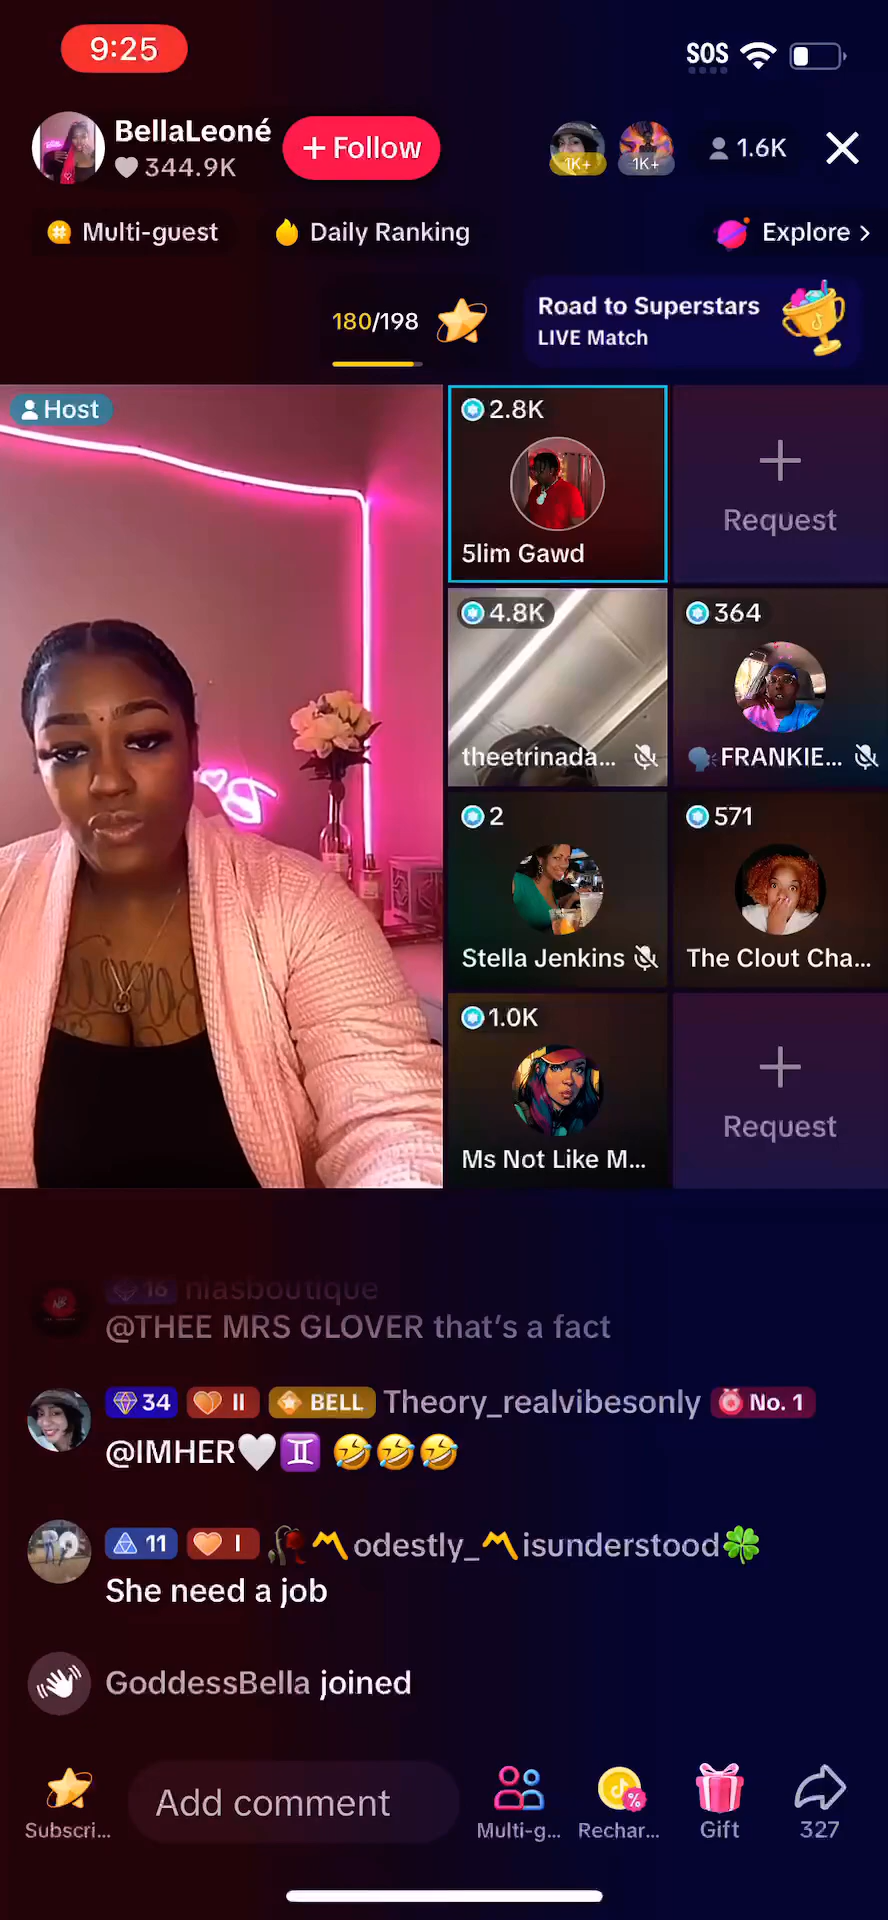 9:25
SOS
BellaLeoné
344.9K
+ Follow
1K+
1K+
1.6K
Multi-guest
Daily Ranking
Explore >
180/198
Road to Superstars
LIVE Match
Host
2.8K
5lim Gawd
Request
4.8K
theetrinada...
364
FRANKIE...
2
Stella Jenkins
571
The Clout Cha...
1.0K
Ms Not Like M...
Request
16 niasboutique
@THEE MRS GLOVER that's a fact
34 II BELL Theory_realvibesonly No. 1
@IMHER🤍♊ 🤣🤣🤣
11 I 🥀〽️odestly_〽️isunderstood🍀
She need a job
GoddessBella joined
Subscri...
Add comment
Multi-g...
Rechar...
Gift
327